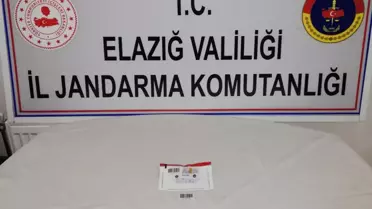 T.C.
ELAZIĞ VALİLİĞİ
İL JANDARMA KOMUTANLIĞI